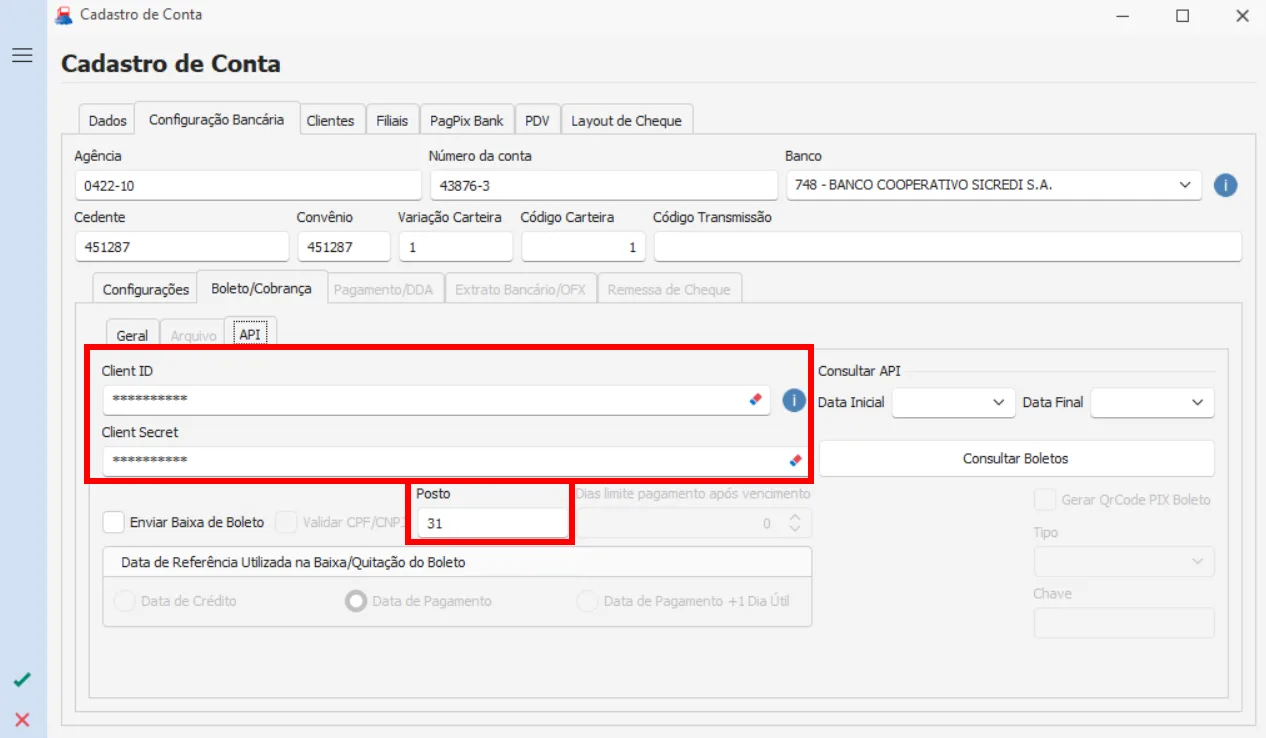 Cadastro de Conta
Cadastro de Conta
Dados Configuração Bancária Clientes Filiais PagPix Bank PDV Layout de Cheque
Agência Número da conta Banco
0422-10 43876-3 748 - BANCO COOPERATIVO SICREDI S.A.
Cedente Convênio Variação Carteira Código Carteira Código Transmissão
451287 451287 1 1
Configurações Boleto/Cobrança Pagamento/DDA Extrato Bancário/OFX Remessa de Cheque
Geral Arquivo API
Client ID Consultar API
********** Data Inicial Data Final
Client Secret
********** Consultar Boletos
Posto Dias limite pagamento após vencimento Gerar QrCode PIX Boleto
Enviar Baixa de Boleto Validar CPF/CNPJ 31 0
Tipo
Data de Referência Utilizada na Baixa/Quitação do Boleto
Data de Crédito Data de Pagamento Data de Pagamento +1 Dia Útil
Chave